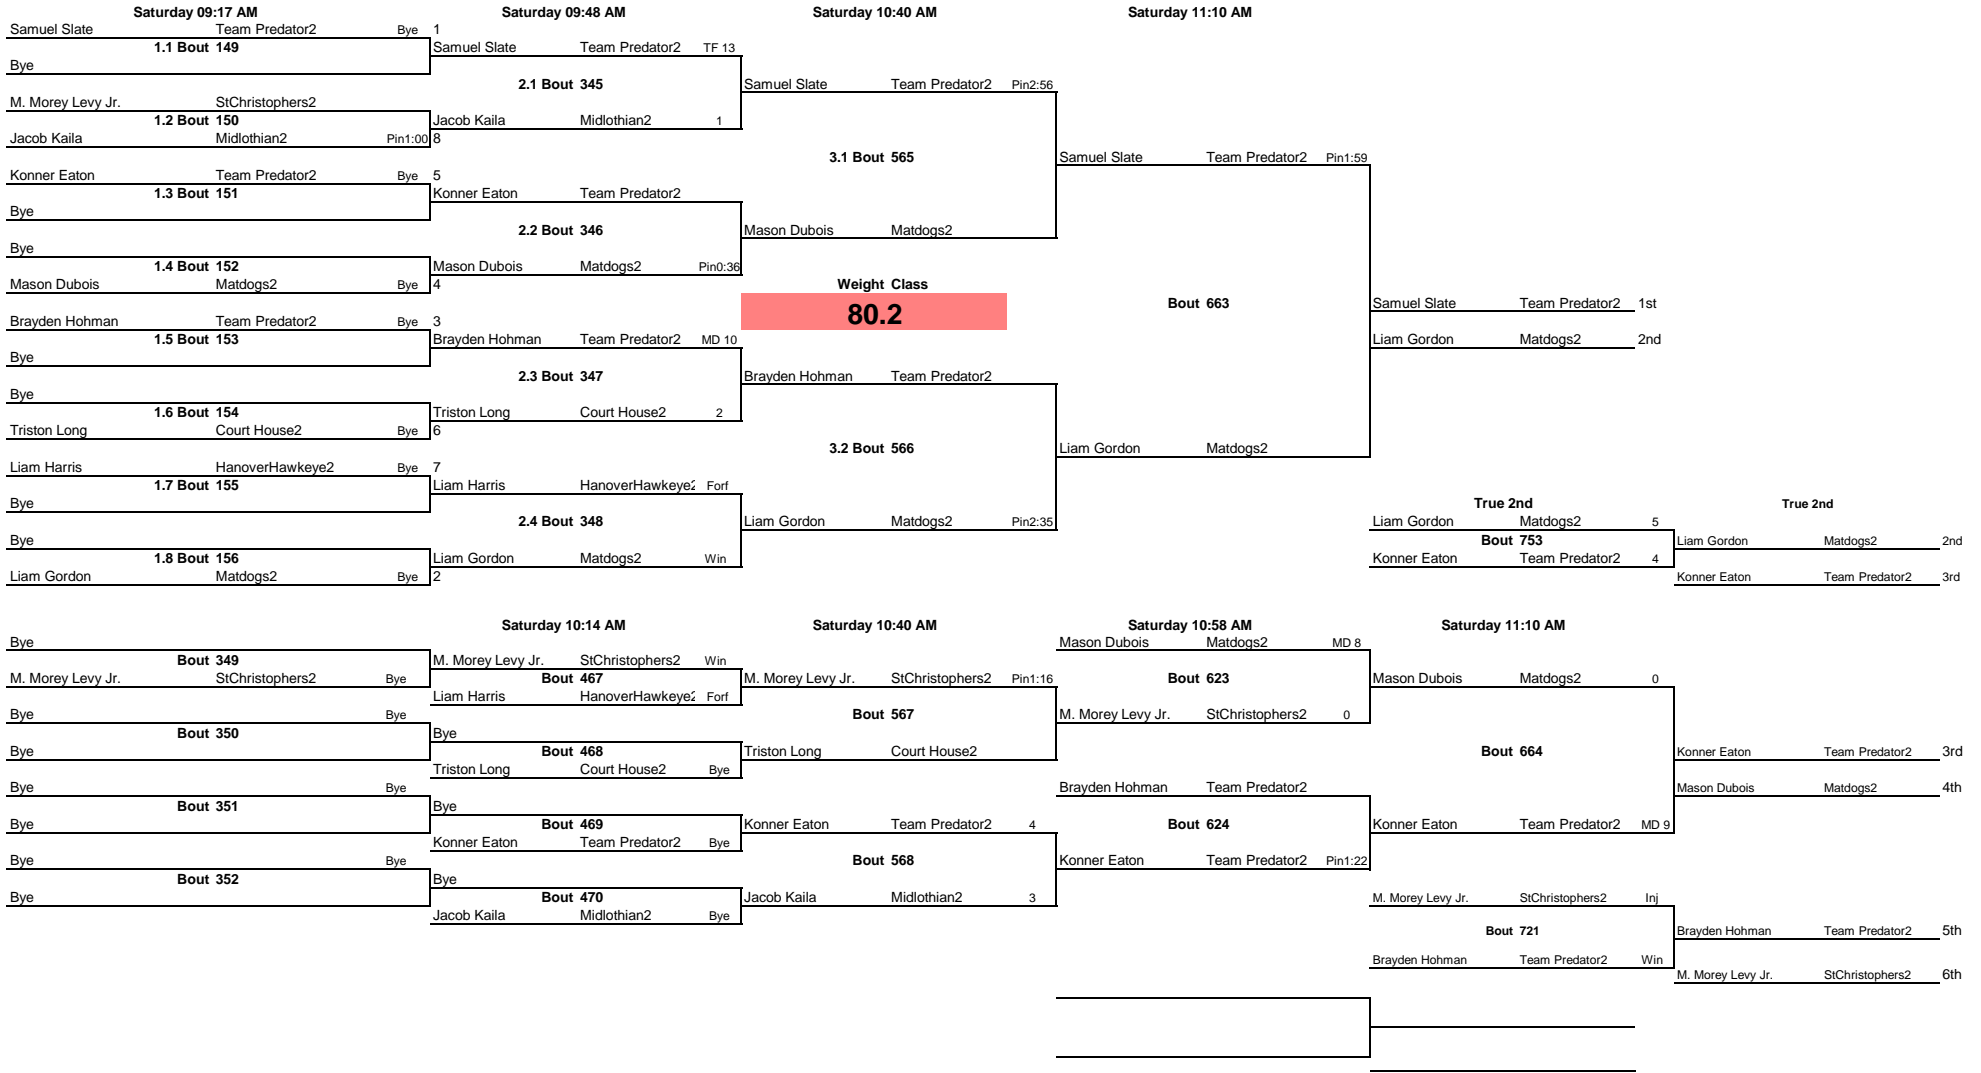 Saturday 09:17 AM Saturday 09:48 AM Saturday 10:40 AM Saturday 11:10 AM
Samuel Slate Team Predator2 Bye 1
1.1 Bout 149 Samuel Slate Team Predator2 TF 13
Bye
2.1 Bout 345 Samuel Slate Team Predator2 Pin2:56
M. Morey Levy Jr. StChristophers2
1.2 Bout 150 Jacob Kaila Midlothian2 1
Jacob Kaila Midlothian2 Pin1:00 8
3.1 Bout 565 Samuel Slate Team Predator2 Pin1:59
Konner Eaton Team Predator2 Bye 5
1.3 Bout 151 Konner Eaton Team Predator2
Bye
2.2 Bout 346 Mason Dubois Matdogs2
Bye
1.4 Bout 152 Mason Dubois Matdogs2 Pin0:36
Mason Dubois Matdogs2 Bye 4 Weight Class
Bout 663 Samuel Slate Team Predator2 1st
80.2
Brayden Hohman Team Predator2 Bye 3
1.5 Bout 153 Brayden Hohman Team Predator2 MD 10 Liam Gordon Matdogs2 2nd
Bye
2.3 Bout 347 Brayden Hohman Team Predator2
Bye
1.6 Bout 154 Triston Long Court House2 2
Triston Long Court House2 Bye 6
3.2 Bout 566 Liam Gordon Matdogs2
Liam Harris HanoverHawkeye2 Bye 7
1.7 Bout 155 Liam Harris HanoverHawkeye2 Forf
Bye True 2nd True 2nd
2.4 Bout 348 Liam Gordon Matdogs2 Pin2:35 Liam Gordon Matdogs2 5
Bye Bout 753 Liam Gordon Matdogs2 2nd
1.8 Bout 156 Liam Gordon Matdogs2 Win Konner Eaton Team Predator2 4
Liam Gordon Matdogs2 Bye 2 Konner Eaton Team Predator2 3rd
Saturday 10:14 AM Saturday 10:40 AM Saturday 10:58 AM Saturday 11:10 AM
Bye Mason Dubois Matdogs2 MD 8
Bout 349 M. Morey Levy Jr. StChristophers2 Win
M. Morey Levy Jr. StChristophers2 Bye Bout 467 M. Morey Levy Jr. StChristophers2 Pin1:16 Bout 623 Mason Dubois Matdogs2 0
Liam Harris HanoverHawkeye2 Forf
Bye Bye Bout 567 M. Morey Levy Jr. StChristophers2 0
Bout 350 Bye
Bye Bout 468 Triston Long Court House2 Bout 664 Konner Eaton Team Predator2 3rd
Triston Long Court House2 Bye
Bye Brayden Hohman Team Predator2 Mason Dubois Matdogs2 4th
Bout 351 Bye
Bye Bout 469 Konner Eaton Team Predator2 4 Bout 624 Konner Eaton Team Predator2 MD 9
Konner Eaton Team Predator2 Bye
Bye Bye Bout 568 Konner Eaton Team Predator2 Pin1:22
Bout 352 Bye
Bye Bout 470 Jacob Kaila Midlothian2 3 M. Morey Levy Jr. StChristophers2 Inj
Jacob Kaila Midlothian2 Bye
Bout 721 Brayden Hohman Team Predator2 5th
Brayden Hohman Team Predator2 Win
M. Morey Levy Jr. StChristophers2 6th